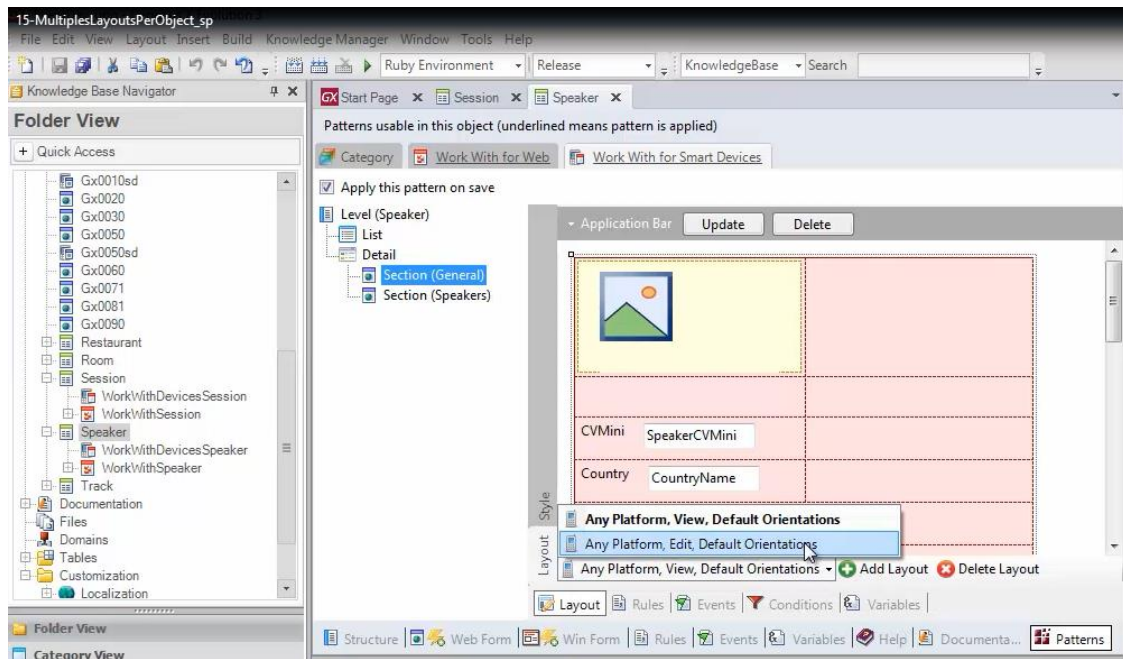 15-MultiplesLayoutsPerObject_sp
File Edit View Layout Insert Build Knowledge Manager Window Tools Help
Ruby Environment Release KnowledgeBase Search
Knowledge Base Navigator
Folder View
Quick Access
Gx0010sd
Gx0020
Gx0030
Gx0050
Gx0050sd
Gx0060
Gx0071
Gx0081
Gx0090
Restaurant
Room
Session
WorkWithDevicesSession
WorkWithSession
Speaker
WorkWithDevicesSpeaker
WorkWithSpeaker
Track
Documentation
Files
Domains
Tables
Customization
Localization
Folder View
Category View
GX Start Page Session Speaker
Patterns usable in this object (underlined means pattern is applied)
Category Work With for Web Work With for Smart Devices
Apply this pattern on save
Level (Speaker)
List
Detail
Section (General)
Section (Speakers)
Application Bar Update Delete
CVMini SpeakerCVMini
Country CountryName
Style
Layout
Any Platform, View, Default Orientations
Any Platform, Edit, Default Orientations
Any Platform, View, Default Orientations Add Layout Delete Layout
Layout Rules Events Conditions Variables
Structure Web Form Win Form Rules Events Variables Help Documenta... Patterns